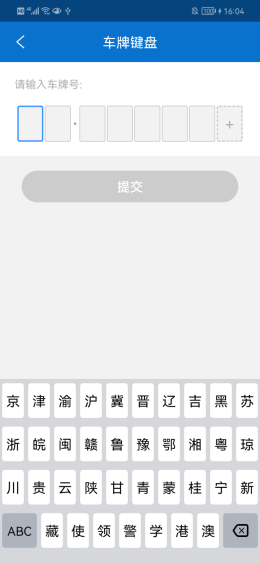 16:04
车牌键盘
请输入车牌号:
·
+
提交
京 津 渝 沪 冀 晋 辽 吉 黑 苏
浙 皖 闽 赣 鲁 豫 鄂 湘 粤 琼
川 贵 云 陕 甘 青 蒙 桂 宁 新
ABC 藏 使 领 警 学 港 澳